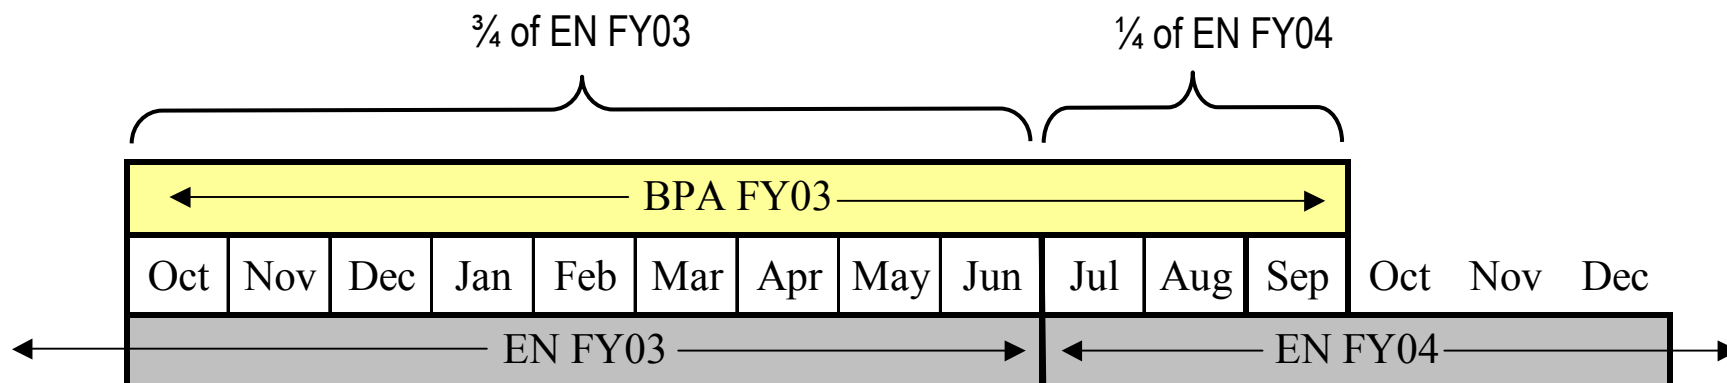 ¾ of EN FY03 ¼ of EN FY04
BPA FY03
Oct Nov Dec Jan Feb Mar Apr May Jun Jul Aug Sep Oct Nov Dec
EN FY03 EN FY04